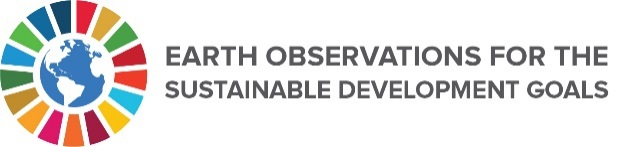 EARTH OBSERVATIONS FOR THE
SUSTAINABLE DEVELOPMENT GOALS